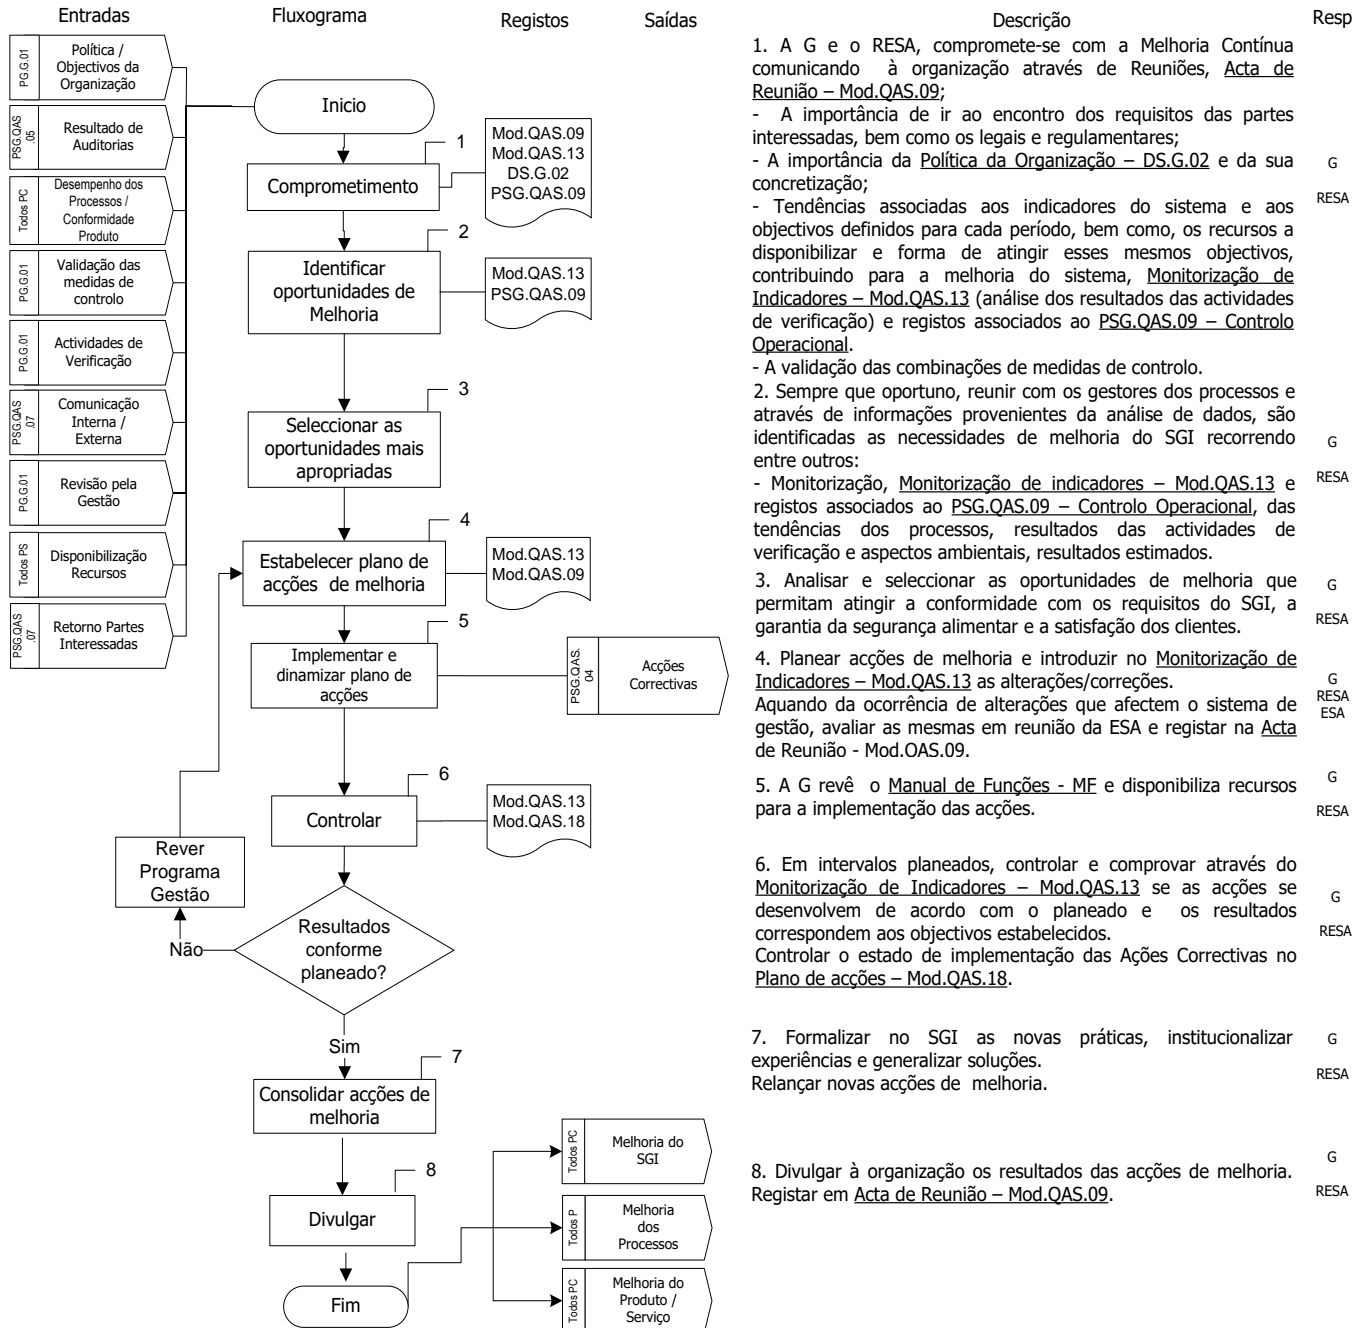 Entradas
Fluxograma
Registos
Saídas
Descrição
Resp
PG.G.01
Política /
Objectivos da
Organização
PSG.QAS
.05
Resultado de
Auditorias
Todos PC
Desempenho dos
Processos /
Conformidade
Produto
PG.G.01
Validação das
medidas de
controlo
PG.G.01
Actividades de
Verificação
PSG.QAS
.07
Comunicação
Interna /
Externa
PG.G.01
Revisão pela
Gestão
Todos PS
Disponibilização
Recursos
PSG.QAS
.07
Retorno Partes
Interessadas
Inicio
1
Comprometimento
Mod.QAS.09
Mod.QAS.13
DS.G.02
PSG.QAS.09
2
Identificar
oportunidades de
Melhoria
Mod.QAS.13
PSG.QAS.09
3
Seleccionar as
oportunidades mais
apropriadas
4
Estabelecer plano de
acções de melhoria
Mod.QAS.13
Mod.QAS.09
5
Implementar e
dinamizar plano de
acções
PSG.QAS.
04
Acções
Correctivas
6
Controlar
Mod.QAS.13
Mod.QAS.18
Rever
Programa
Gestão
Não
Resultados
conforme
planeado?
Sim
7
Consolidar acções de
melhoria
8
Divulgar
Fim
Todos PC
Melhoria do
SGI
Todos P
Melhoria
dos
Processos
Todos PC
Melhoria do
Produto /
Serviço
1. A G e o RESA, compromete-se com a Melhoria Contínua
comunicando à organização através de Reuniões, Acta de
Reunião – Mod.QAS.09;
- A importância de ir ao encontro dos requisitos das partes
interessadas, bem como os legais e regulamentares;
- A importância da Política da Organização – DS.G.02 e da sua
concretização;
- Tendências associadas aos indicadores do sistema e aos
objectivos definidos para cada período, bem como, os recursos a
disponibilizar e forma de atingir esses mesmos objectivos,
contribuindo para a melhoria do sistema, Monitorização de
Indicadores – Mod.QAS.13 (análise dos resultados das actividades
de verificação) e registos associados ao PSG.QAS.09 – Controlo
Operacional.
- A validação das combinações de medidas de controlo.
G
RESA
2. Sempre que oportuno, reunir com os gestores dos processos e
através de informações provenientes da análise de dados, são
identificadas as necessidades de melhoria do SGI recorrendo
entre outros:
- Monitorização, Monitorização de indicadores – Mod.QAS.13 e
registos associados ao PSG.QAS.09 – Controlo Operacional, das
tendências dos processos, resultados das actividades de
verificação e aspectos ambientais, resultados estimados.
G
RESA
3. Analisar e seleccionar as oportunidades de melhoria que
permitam atingir a conformidade com os requisitos do SGI, a
garantia da segurança alimentar e a satisfação dos clientes.
G
RESA
4. Planear acções de melhoria e introduzir no Monitorização de
Indicadores – Mod.QAS.13 as alterações/correções.
Aquando da ocorrência de alterações que afectem o sistema de
gestão, avaliar as mesmas em reunião da ESA e registar na Acta
de Reunião - Mod.OAS.09.
G
RESA
ESA
5. A G revê o Manual de Funções - MF e disponibiliza recursos
para a implementação das acções.
G
RESA
6. Em intervalos planeados, controlar e comprovar através do
Monitorização de Indicadores – Mod.QAS.13 se as acções se
desenvolvem de acordo com o planeado e os resultados
correspondem aos objectivos estabelecidos.
Controlar o estado de implementação das Ações Correctivas no
Plano de acções – Mod.QAS.18.
G
RESA
7. Formalizar no SGI as novas práticas, institucionalizar
experiências e generalizar soluções.
Relançar novas acções de melhoria.
G
RESA
8. Divulgar à organização os resultados das acções de melhoria.
Registar em Acta de Reunião – Mod.QAS.09.
G
RESA